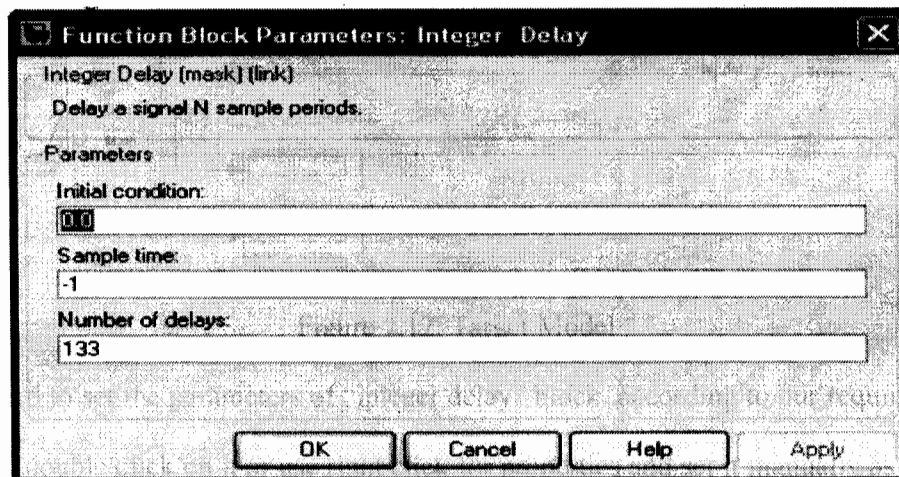 Function Block Parameters: Integer Delay
Integer Delay (mask) (link)
Delay a signal N sample periods.
Parameters
Initial condition:
0.0
Sample time:
-1
Number of delays:
133
OK Cancel Help Apply